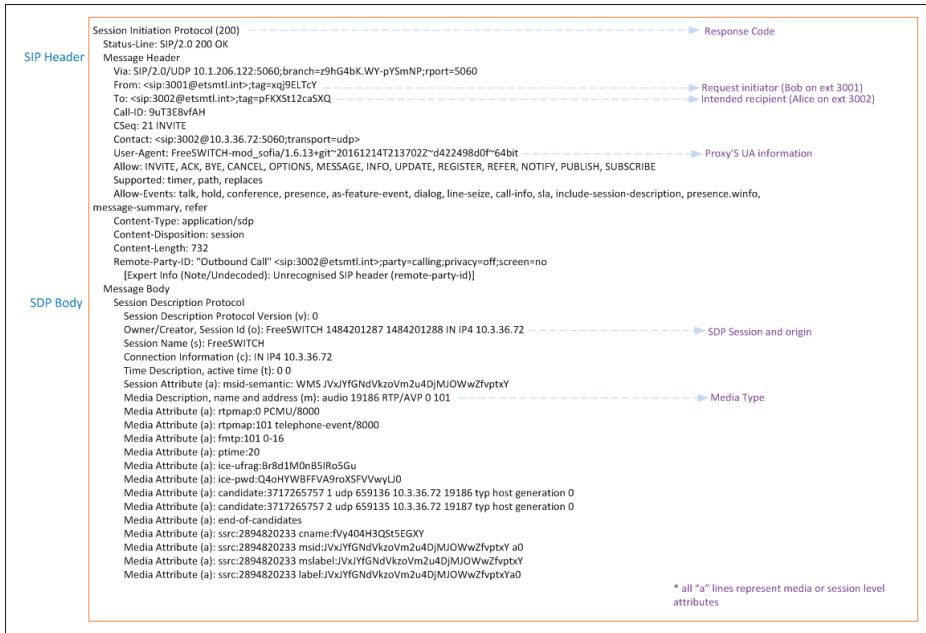 Session Initiation Protocol (200)
Response Code
Status-Line: SIP/2.0 200 OK
SIP Header
Message Header
Via: SIP/2.0/UDP 10.1.206.122:5060;branch=z9hG4bK.WY-pYSmNP;rport=5060
From: <sip:3001@etsmtl.int>;tag=xqj9ELTcY
Request initiator (Bob on ext 3001)
To: <sip:3002@etsmtl.int>;tag=pFKXSt12caSXQ
Intended recipient (Alice on ext 3002)
Call-ID: 9uT3E8vfAH
CSeq: 21 INVITE
Contact: <sip:3002@10.3.36.72:5060;transport=udp>
User-Agent: FreeSWITCH-mod_sofia/1.6.13+git~20161214T213702Z~d422498d0f~64bit
Proxy'S UA information
Allow: INVITE, ACK, BYE, CANCEL, OPTIONS, MESSAGE, INFO, UPDATE, REGISTER, REFER, NOTIFY, PUBLISH, SUBSCRIBE
Supported: timer, path, replaces
Allow-Events: talk, hold, conference, presence, as-feature-event, dialog, line-seize, call-info, sla, include-session-description, presence.winfo,
message-summary, refer
Content-Type: application/sdp
Content-Disposition: session
Content-Length: 732
Remote-Party-ID: "Outbound Call" <sip:3002@etsmtl.int>;party=calling;privacy=off;screen=no
[Expert Info (Note/Undecoded): Unrecognised SIP header (remote-party-id)]
Message Body
SDP Body
Session Description Protocol
Session Description Protocol Version (v): 0
Owner/Creator, Session Id (o): FreeSWITCH 1484201287 1484201288 IN IP4 10.3.36.72
SDP Session and origin
Session Name (s): FreeSWITCH
Connection Information (c): IN IP4 10.3.36.72
Time Description, active time (t): 0 0
Session Attribute (a): msid-semantic: WMS JVxJYfGNdVkzoVm2u4DjMJOWwZfvptxY
Media Description, name and address (m): audio 19186 RTP/AVP 0 101
Media Type
Media Attribute (a): rtpmap:0 PCMU/8000
Media Attribute (a): rtpmap:101 telephone-event/8000
Media Attribute (a): fmtp:101 0-16
Media Attribute (a): ptime:20
Media Attribute (a): ice-ufrag:Br8d1M0nB5IRo5Gu
Media Attribute (a): ice-pwd:Q4oHYWBFFVA9roXSFVVwyLJ0
Media Attribute (a): candidate:3717265757 1 udp 659136 10.3.36.72 19186 typ host generation 0
Media Attribute (a): candidate:3717265757 2 udp 659135 10.3.36.72 19187 typ host generation 0
Media Attribute (a): end-of-candidates
Media Attribute (a): ssrc:2894820233 cname:fVy404H3QSt5EGXY
Media Attribute (a): ssrc:2894820233 msid:JVxJYfGNdVkzoVm2u4DjMJOWwZfvptxY a0
Media Attribute (a): ssrc:2894820233 mslabel:JVxJYfGNdVkzoVm2u4DjMJOWwZfvptxY
Media Attribute (a): ssrc:2894820233 label:JVxJYfGNdVkzoVm2u4DjMJOWwZfvptxYa0
* all "a" lines represent media or session level
attributes